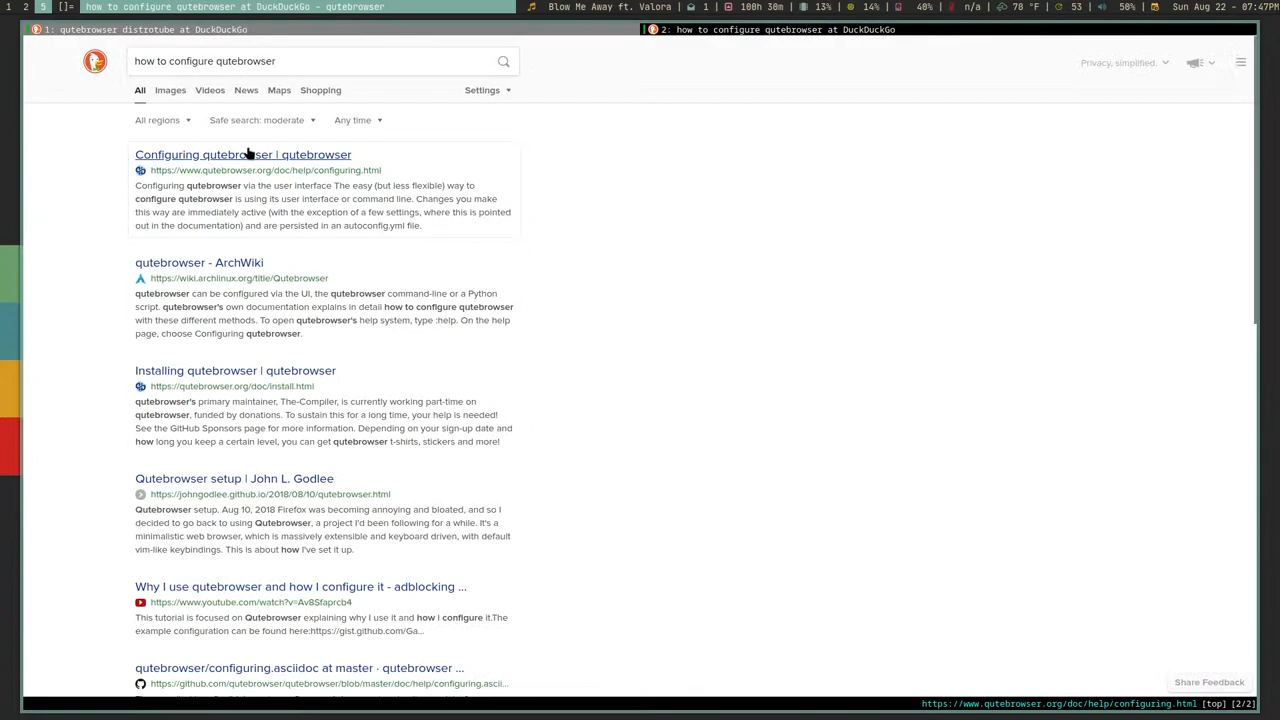 1 2 5 []= how to configure qutebrowser at DuckDuckGo - qutebrowser
Blow Me Away ft. Valora | 1 | 30m | 13% | 14% | 40% | n/a | 78 °F | 53 | 50% | Sun Aug 22 - 07:47PM
1: qutebrowser distrotube at DuckDuckGo
2: how to configure qutebrowser at DuckDuckGo
how to configure qutebrowser
Privacy, simplified.
All Images Videos News Maps Shopping Settings
All regions Safe search: moderate Any time
Configuring qutebrowser | qutebrowser
https://www.qutebrowser.org/doc/help/configuring.html
Configuring qutebrowser via the user interface The easy (but less flexible) way to
configure qutebrowser is using its user interface or command line. Changes you make
this way are immediately active (with the exception of a few settings, where this is pointed
out in the documentation) and are persisted in an autoconfig.yml file.
qutebrowser - ArchWiki
https://wiki.archlinux.org/title/Qutebrowser
qutebrowser can be configured via the UI, the qutebrowser command-line or a Python
script. qutebrowser's own documentation explains in detail how to configure qutebrowser
with these different methods. To open qutebrowser's help system, type :help. On the help
page, choose Configuring qutebrowser.
Installing qutebrowser | qutebrowser
https://qutebrowser.org/doc/install.html
qutebrowser's primary maintainer, The-Compiler, is currently working part-time on
qutebrowser, funded by donations. To sustain this for a long time, your help is needed!
See the GitHub Sponsors page for more information. Depending on your sign-up date and
how long you keep a certain level, you can get qutebrowser t-shirts, stickers and more!
Qutebrowser setup | John L. Godlee
https://johngodlee.github.io/2018/08/10/qutebrowser.html
Qutebrowser setup. Aug 10, 2018 Firefox was becoming annoying and bloated, and so I
decided to go back to using Qutebrowser, a project I'd been following for a while. It's a
minimalistic web browser, which is massively extensible and keyboard driven, with default
vim-like keybindings. This is about how I've set it up.
Why I use qutebrowser and how I configure it - adblocking ...
https://www.youtube.com/watch?v=Av8Sfaprcb4
This tutorial is focused on Qutebrowser explaining why I use it and how I configure it.The
example configuration can be found here:https://gist.github.com/Ga...
qutebrowser/configuring.asciidoc at master · qutebrowser ...
https://github.com/qutebrowser/qutebrowser/blob/master/doc/help/configuring.ascii...
Share Feedback
https://www.qutebrowser.org/doc/help/configuring.html [top] [2/2]